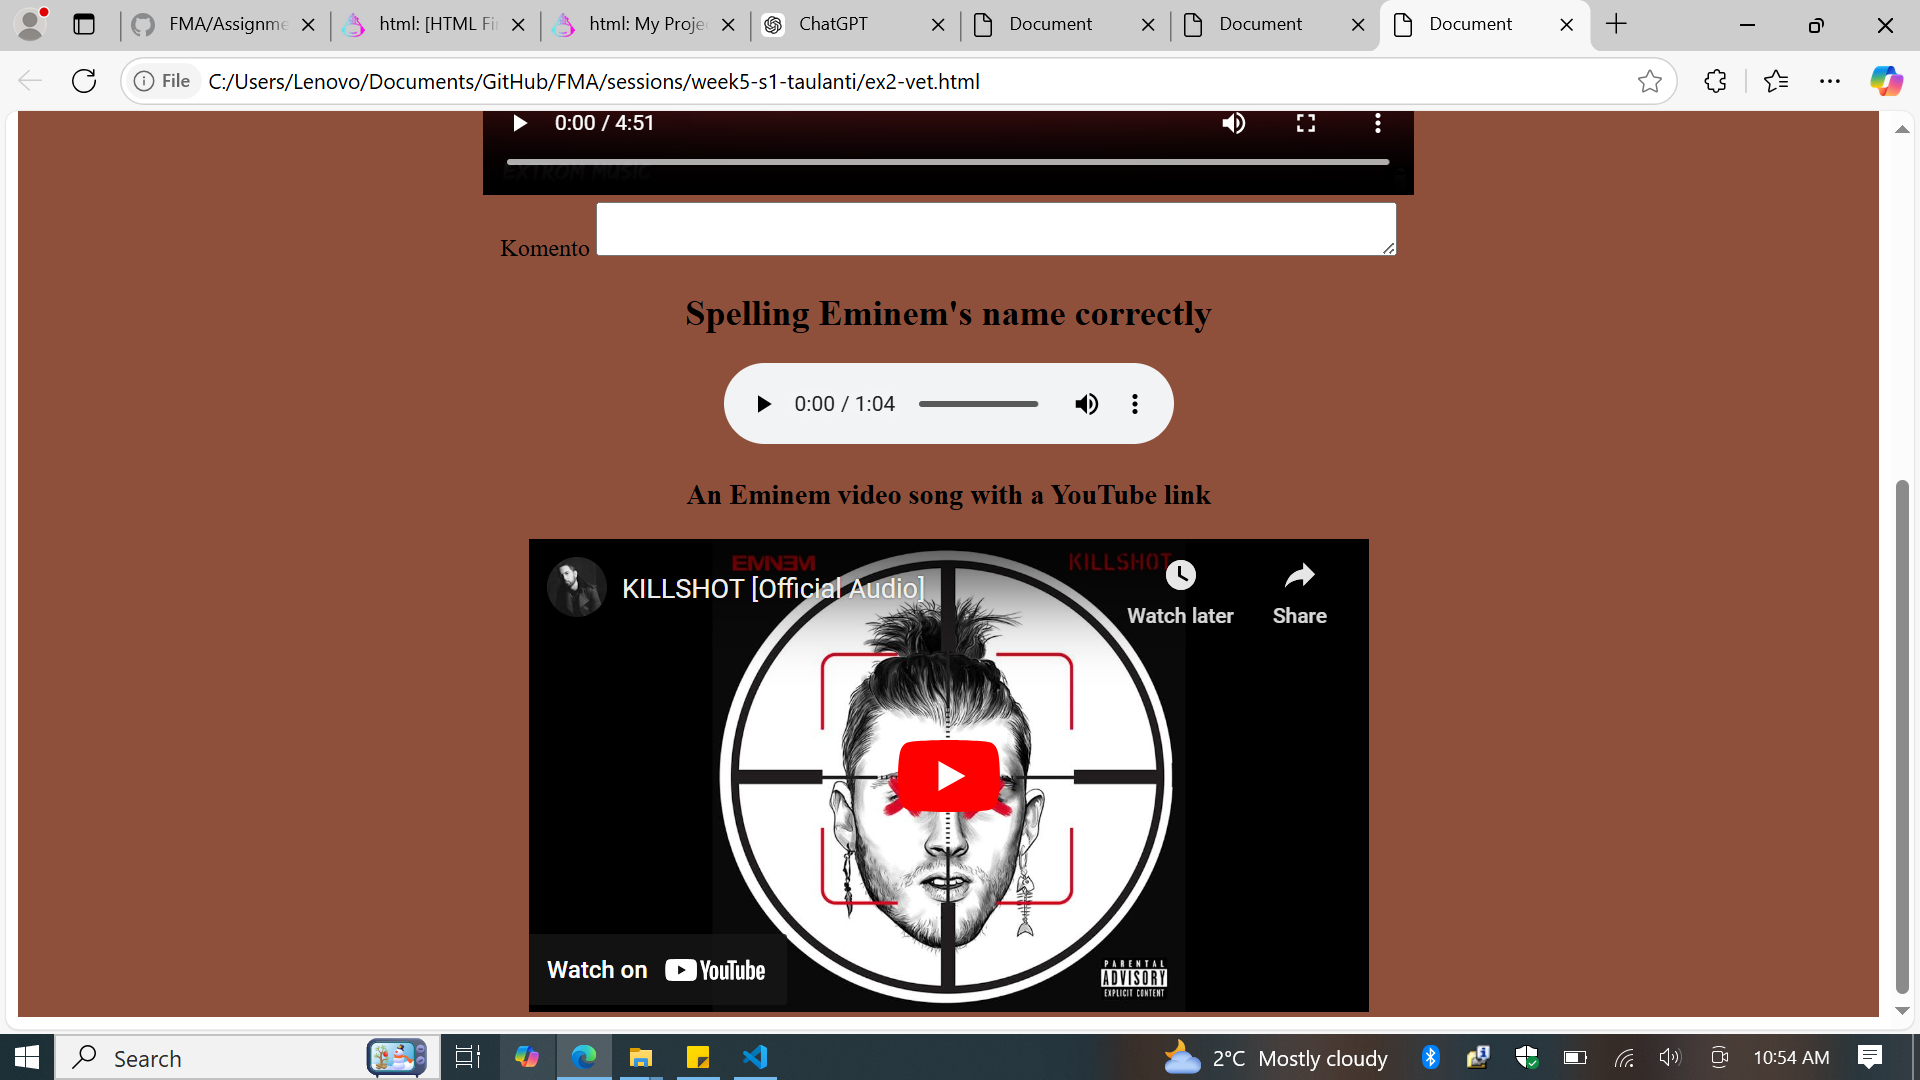 FMA/Assignme
html: [HTML Fi
html: My Proje
ChatGPT
Document
Document
Document
File
C:/Users/Lenovo/Documents/GitHub/FMA/sessions/week5-s1-taulanti/ex2-vet.html
0:00 / 4:51
EXTROM MUSIC
Komento
Spelling Eminem's name correctly
0:00 / 1:04
An Eminem video song with a YouTube link
EMINEM
KILLSHOT
KILLSHOT [Official Audio]
Watch later
Share
PARENTAL
ADVISORY
EXPLICIT CONTENT
Watch on YouTube
Search
2°C Mostly cloudy
10:54 AM